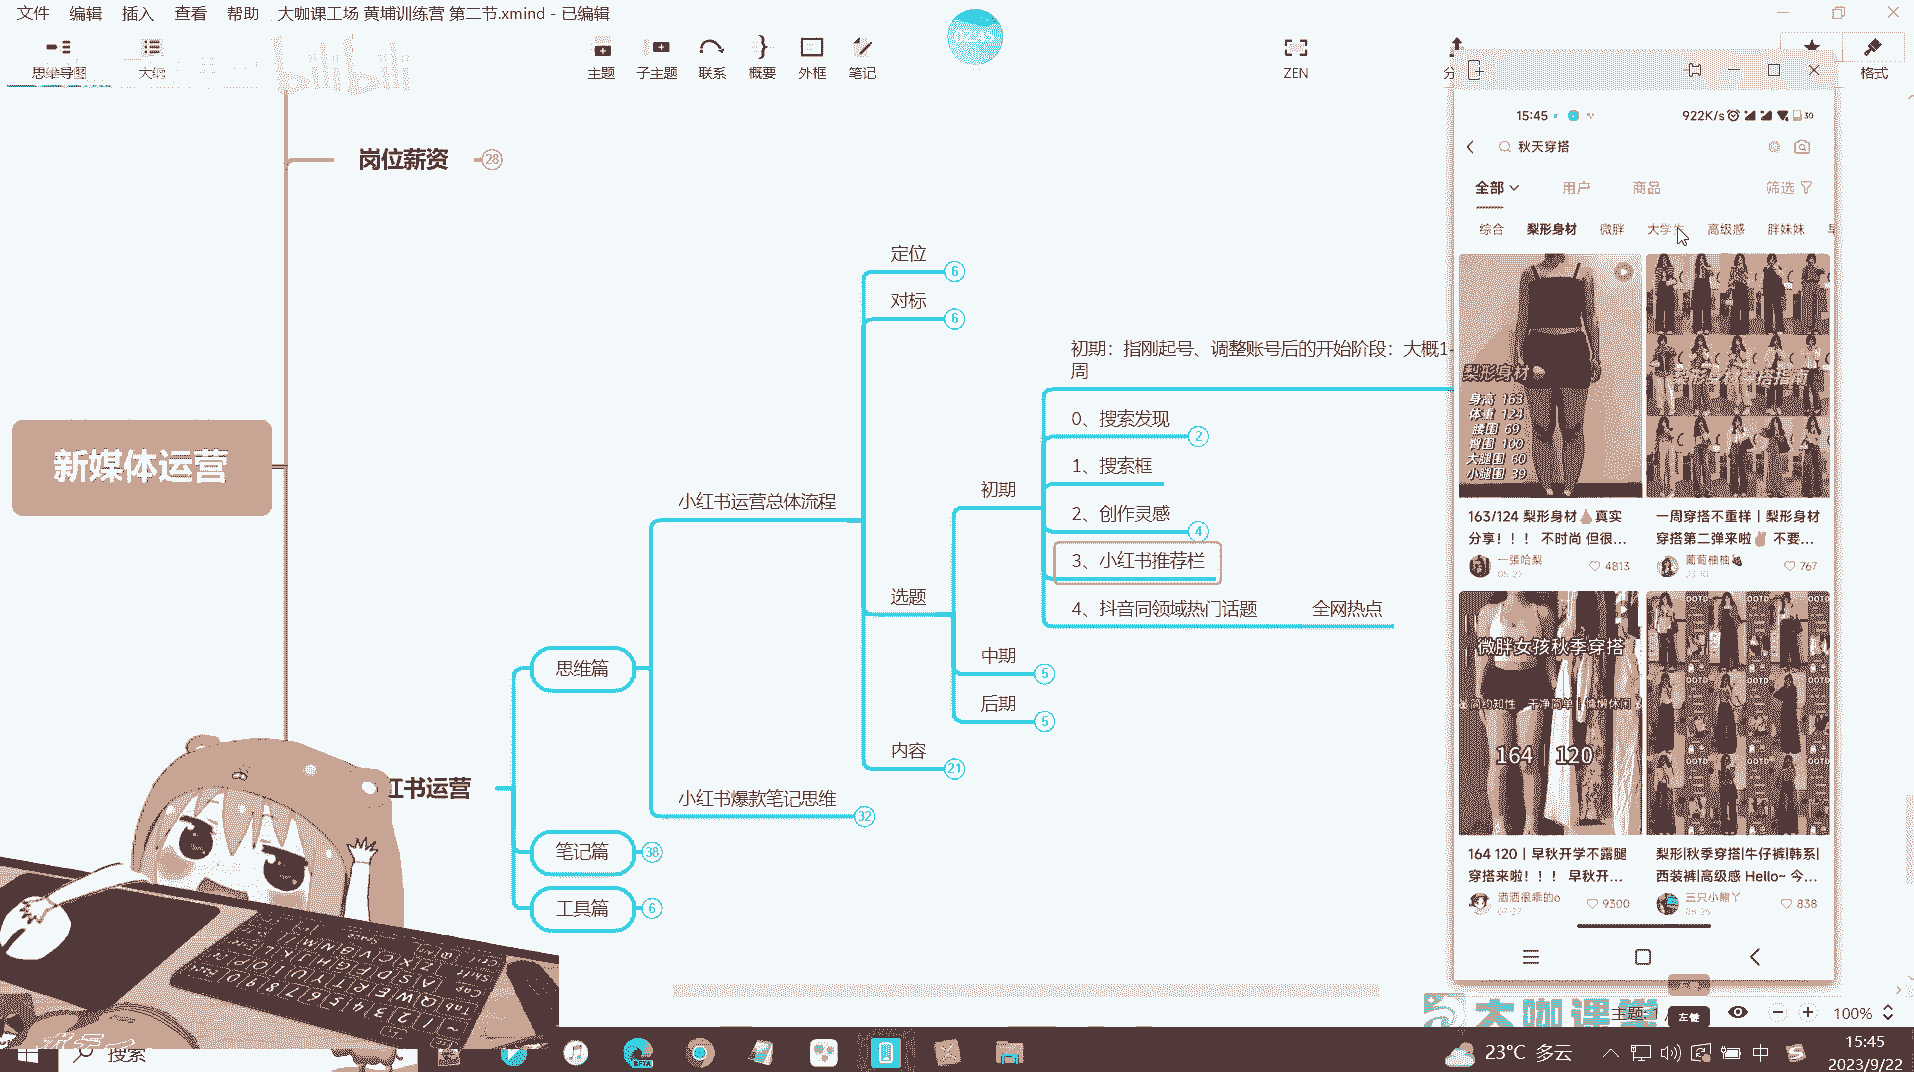 文件 编辑 插入 查看 帮助 大咖课工场 黄埔训练营 第二节.xmind - 已编辑
思维导图
大纲
bilibili
主题
子主题
联系
概要
外框
笔记
02:45
ZEN
格式
岗位薪资
28
新媒体运营
红书运营
思维篇
笔记篇
38
工具篇
6
小红书运营总体流程
小红书爆款笔记思维
32
定位
6
对标
6
选题
内容
21
初期
中期
5
后期
5
初期：指刚起号、调整账号后的开始阶段：大概1-
周
0、搜索发现
2
1、搜索框
2、创作灵感
4
3、小红书推荐栏
4、抖音同领域热门话题
全网热点
15:45
922K/s
30
秋天穿搭
全部
用户
商品
筛选
综合
梨形身材
微胖
大学生
高级感
胖妹妹
梨形身材
身高 163
体重 124
腰围 69
臀围 100
大腿围 60
小腿围 39
163/124 梨形身材 真实
分享！！！ 不时尚 但很...
一張哈梨
4813
一周穿搭不重样丨梨形身材
穿搭第二弹来啦 不要...
葡萄柚柚
767
微胖女孩秋季穿搭
164 120
OOTD
164 120丨早秋开学不露腿
穿搭来啦！！！ 早秋开...
洒洒很乖的o
9300
梨形|秋季穿搭|牛仔裤|韩系|
西装裤|高级感 Hello~ 今...
三只小熊丫
838
大咖课堂
主题: 1
左键
100%
搜索
23°C 多云
中
15:45
2023/9/22